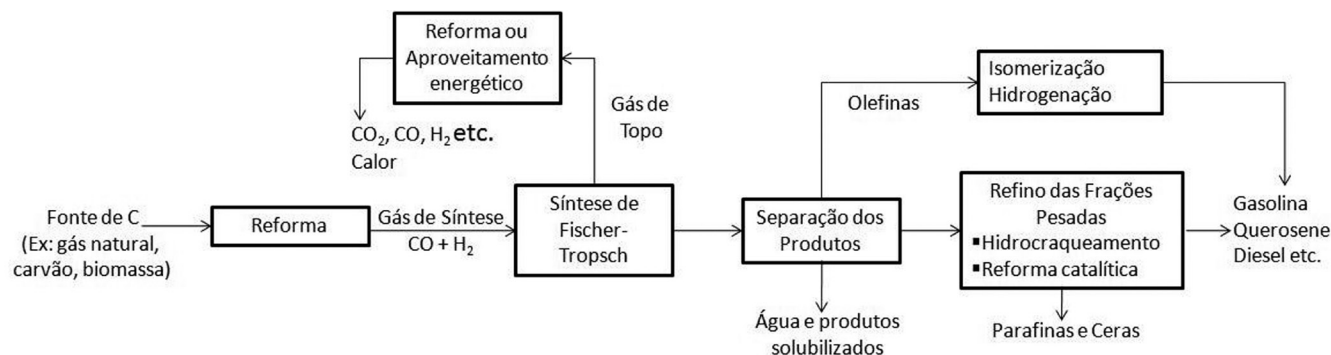 Fonte de C
(Ex: gás natural,
carvão, biomassa)
Reforma
Gás de Síntese
CO + H₂
Síntese de
Fischer-
Tropsch
Gás de
Topo
Reforma ou
Aproveitamento
energético
CO₂, CO, H₂ etc.
Calor
Separação dos
Produtos
Água e produtos
solubilizados
Olefinas
Isomerização
Hidrogenação
Refino das Frações
Pesadas
▪Hidrocraqueamento
▪Reforma catalítica
Parafinas e Ceras
Gasolina
Querosene
Diesel etc.